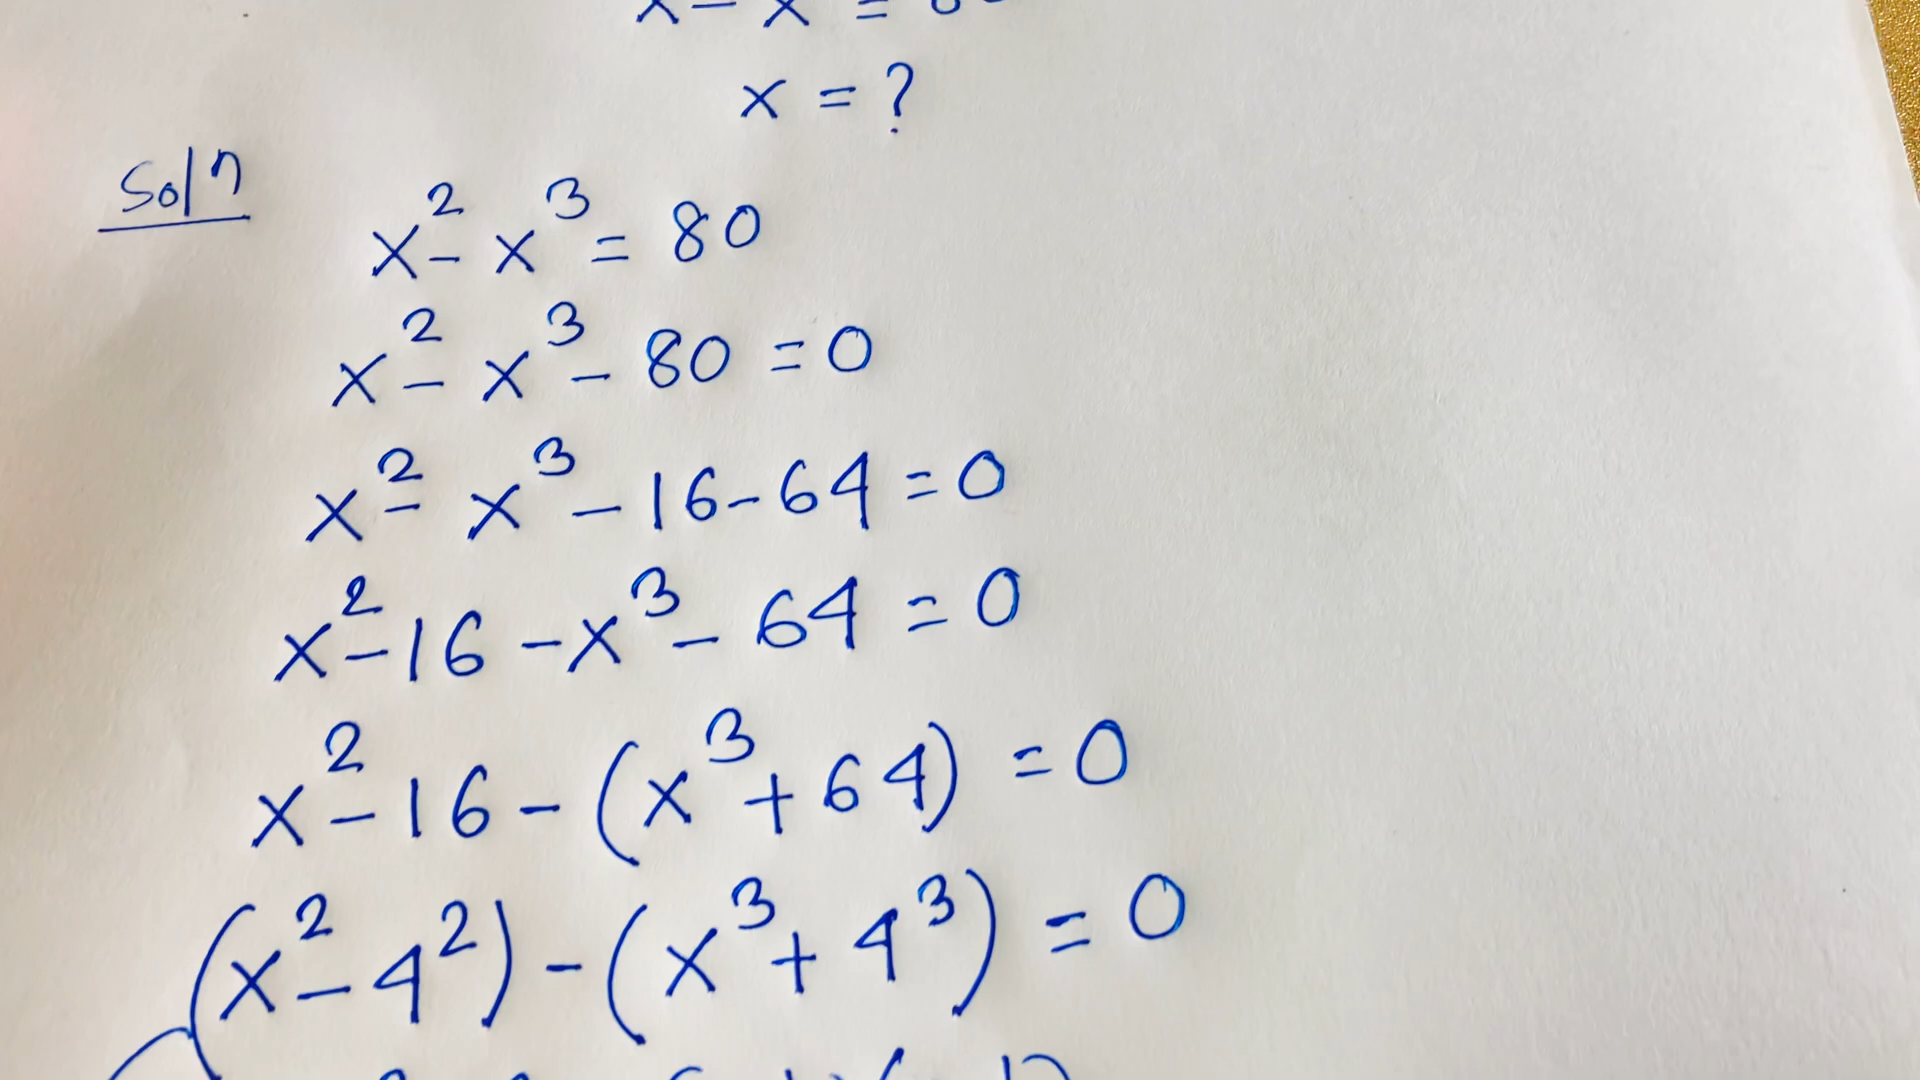 x = ?
Soln
x² - x³ = 80
x² - x³ - 80 = 0
x² - x³ - 16 - 64 = 0
x² - 16 - x³ - 64 = 0
x² - 16 - (x³ + 64) = 0
(x² - 4²) - (x³ + 4³) = 0